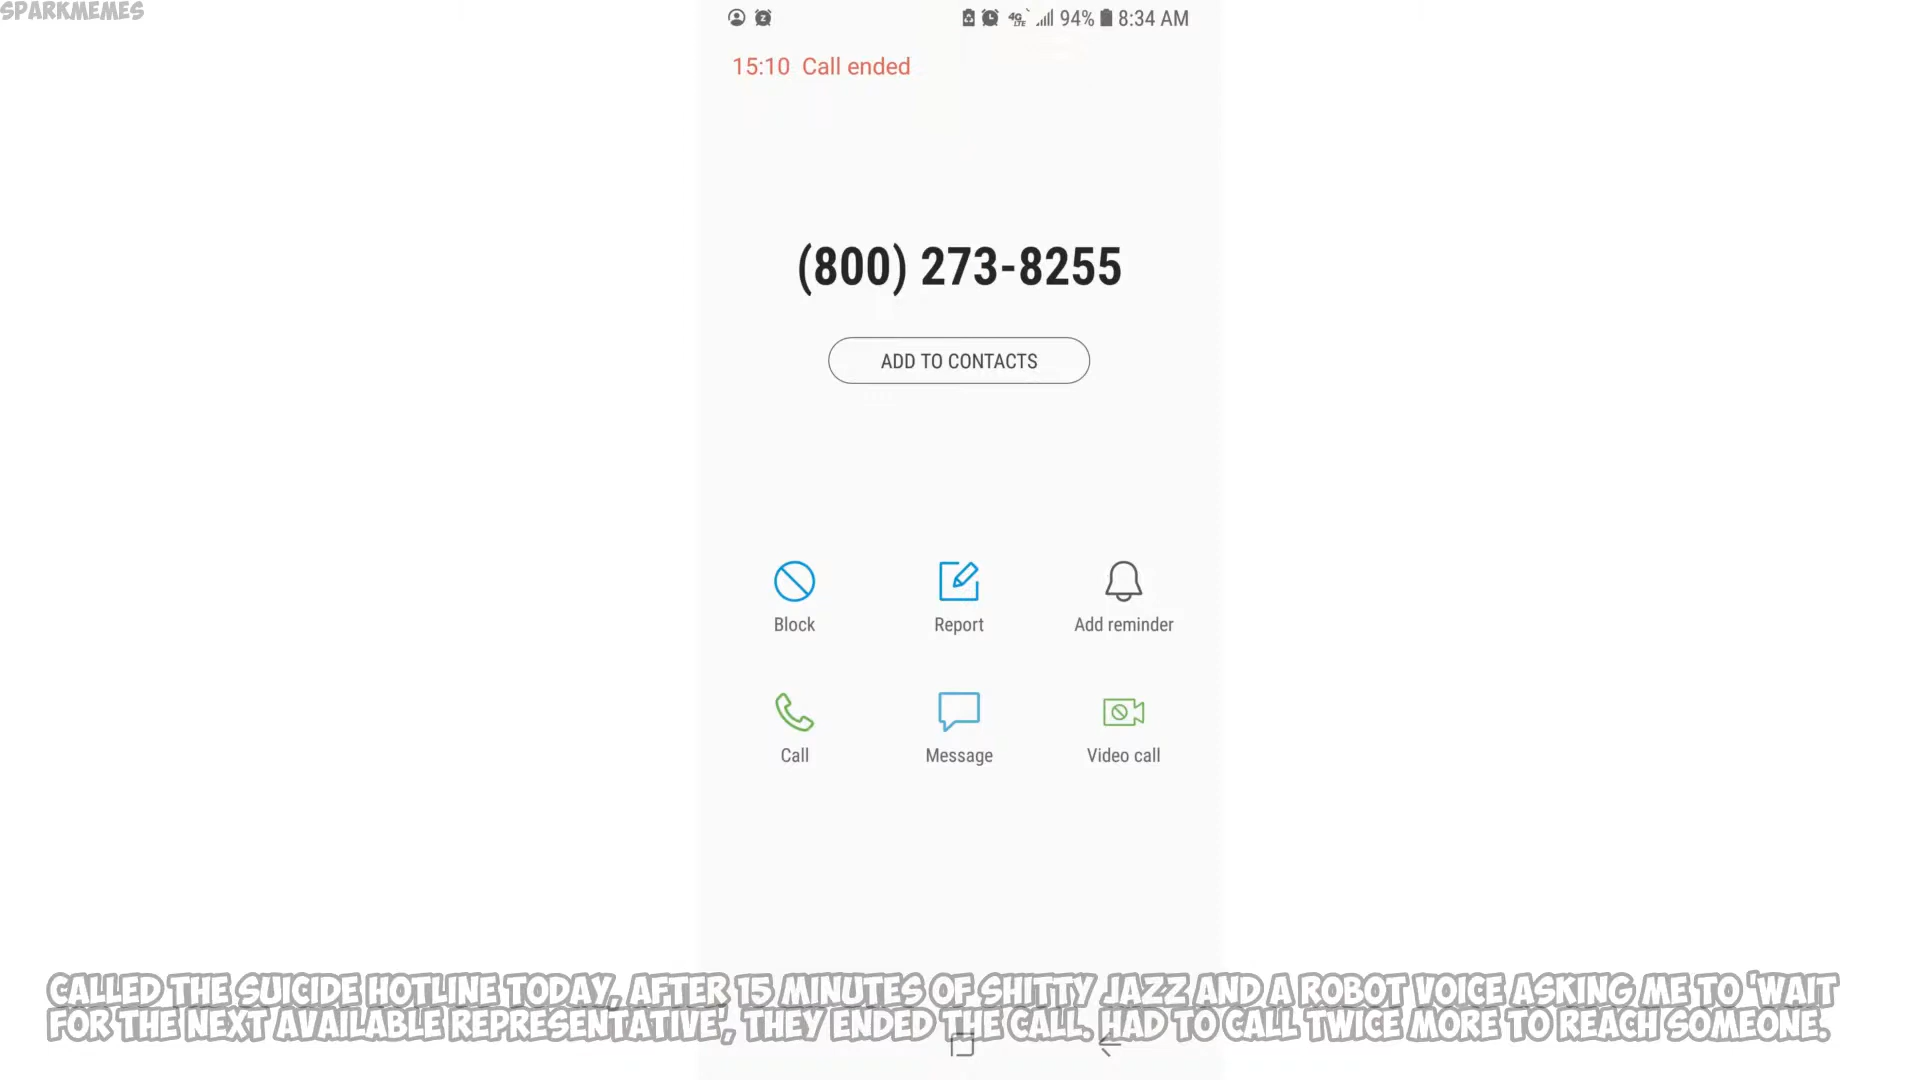 SPARKMEMES
94% 8:34 AM
15:10 Call ended
(800) 273-8255
ADD TO CONTACTS
Block Report Add reminder
Call Message Video call
CALLED THE SUICIDE HOTLINE TODAY, AFTER 15 MINUTES OF SHITTY JAZZ AND A ROBOT VOICE ASKING ME TO 'WAIT
FOR THE NEXT AVAILABLE REPRESENTATIVE', THEY ENDED THE CALL. HAD TO CALL TWICE MORE TO REACH SOMEONE.